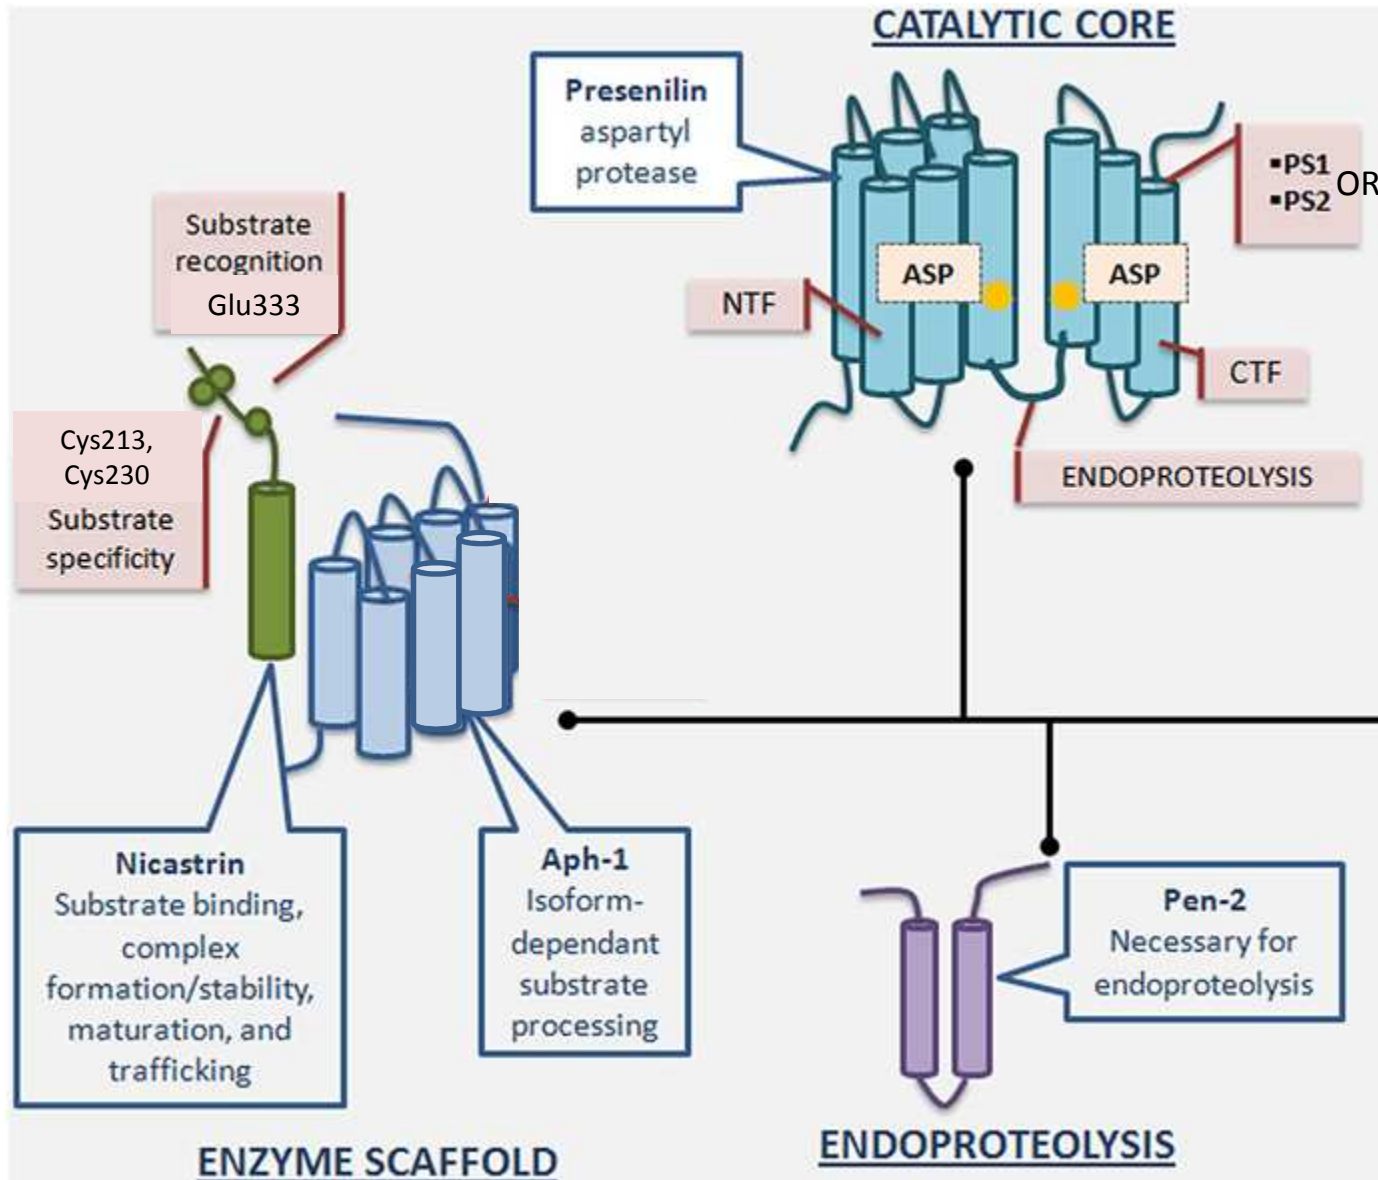 CATALYTIC CORE
Presenilin
aspartyl
protease
▪PS1
▪PS2
OR
ASP
ASP
NTF
CTF
ENDOPROTEOLYSIS
Substrate
recognition
Glu333
Cys213,
Cys230
Substrate
specificity
Nicastrin
Substrate binding,
complex
formation/stability,
maturation, and
trafficking
Aph-1
Isoform-
dependant
substrate
processing
Pen-2
Necessary for
endoproteolysis
ENZYME SCAFFOLD
ENDOPROTEOLYSIS